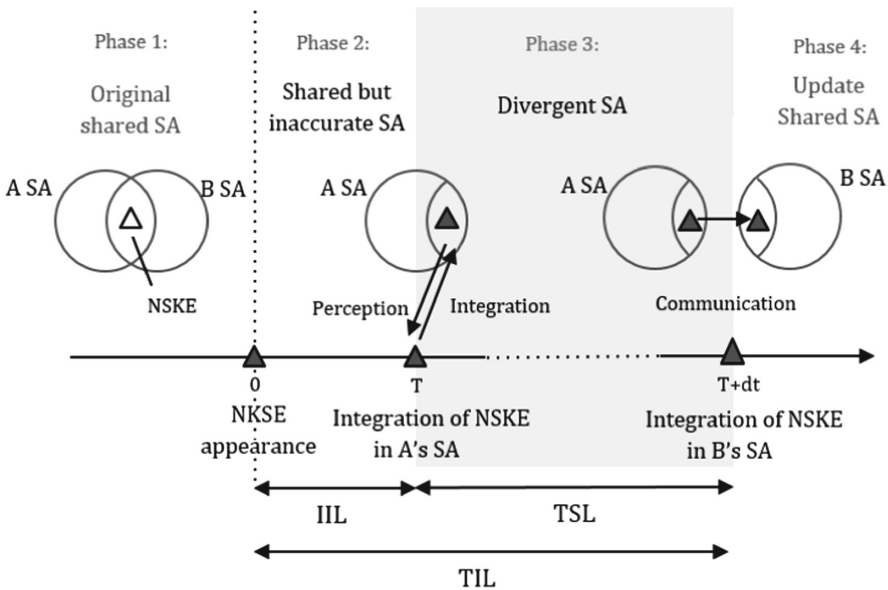 Phase 1:
Original
shared SA
Phase 2:
Shared but
inaccurate SA
Phase 3:
Divergent SA
Phase 4:
Update
Shared SA
A SA
B SA
NSKE
A SA
Perception
Integration
A SA
B SA
Communication
0
NKSE
appearance
T
Integration of NSKE
in A's SA
T+dt
Integration of NSKE
in B's SA
IIL
TSL
TIL